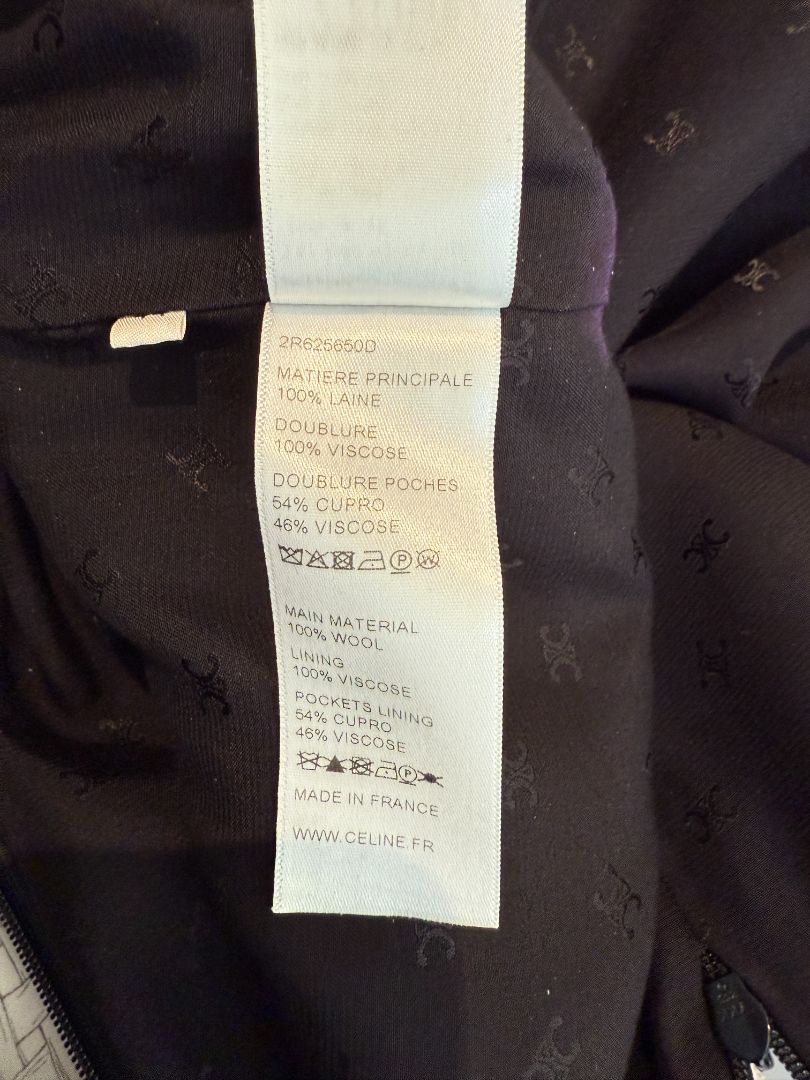 2R625650D
MATIERE PRINCIPALE
100% LAINE
DOUBLURE
100% VISCOSE
DOUBLURE POCHES
54% CUPRO
46% VISCOSE
MAIN MATERIAL
100% WOOL
LINING
100% VISCOSE
POCKETS LINING
54% CUPRO
46% VISCOSE
MADE IN FRANCE
WWW.CELINE.FR